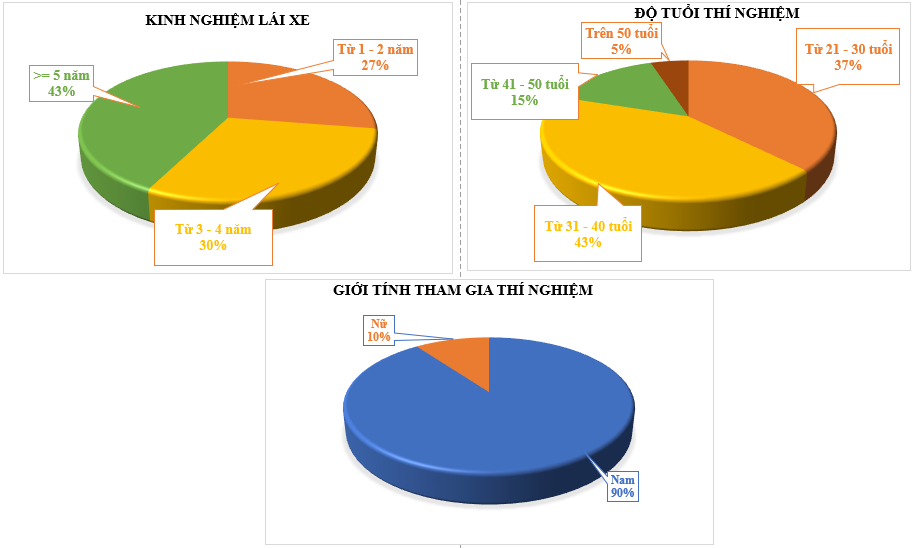 KINH NGHIỆM LÁI XE
Từ 1 - 2 năm
27%
>= 5 năm
43%
Từ 3 - 4 năm
30%
ĐỘ TUỔI THÍ NGHIỆM
Trên 50 tuổi
5%
Từ 21 - 30 tuổi
37%
Từ 41 - 50 tuổi
15%
Từ 31 - 40 tuổi
43%
GIỚI TÍNH THAM GIA THÍ NGHIỆM
Nữ
10%
Nam
90%